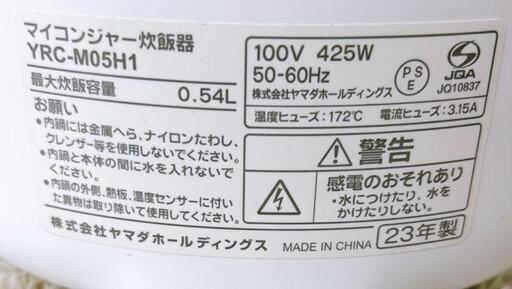 マイコンジャー炊飯器
YRC-M05H1
最大炊飯容量 0.54L
お願い
•内鍋には金属へら、ナイロンたわし、
クレンザー等を使用しないでください。
•内鍋と本体の間に水を入れないで
ください。
•内鍋の外側、熱板、温度センサーに付い
た異物は取り除いて使用してください。
100V 425W
50-60Hz
株式会社ヤマダホールディングス
PS
E
JQA
JQ10837
温度ヒューズ:172℃ 電流ヒューズ:3.15A
警告
感電のおそれあり
•水につけたり、水を
かけたりしない。
株式会社ヤマダホールディングス
MADE IN CHINA
23年製